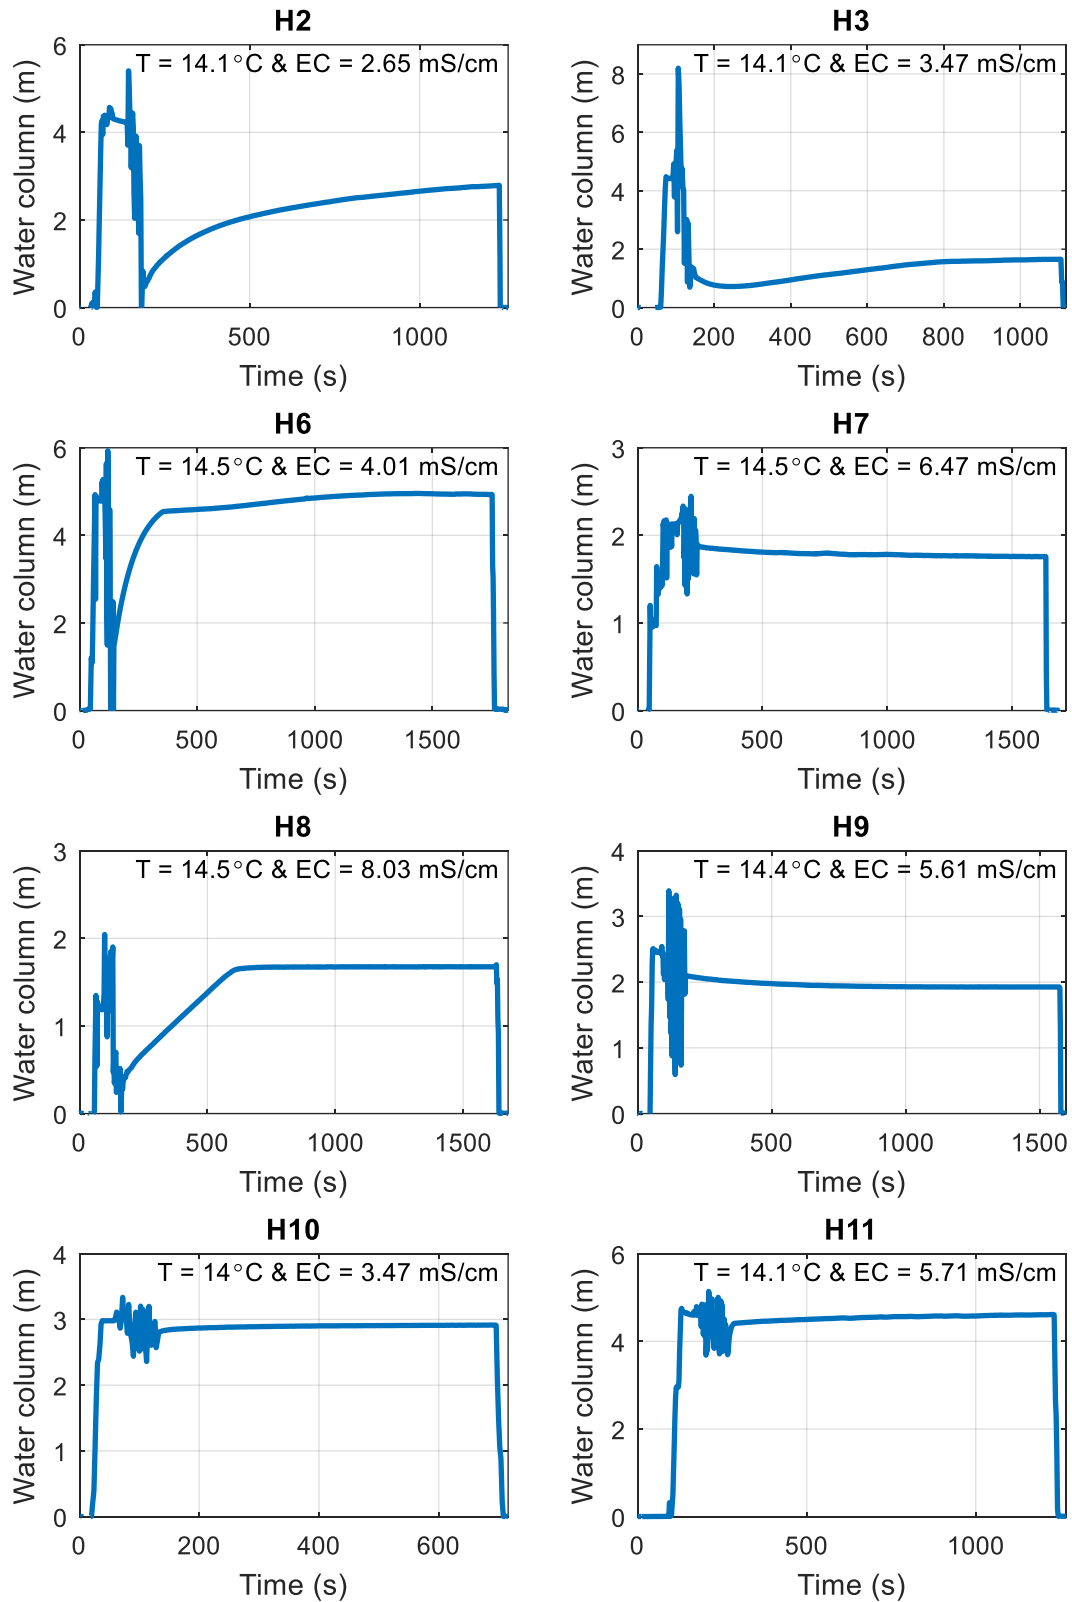 H2
T = 14.1°C & EC = 2.65 mS/cm
Water column (m)
6
4
2
0
0 500 1000
Time (s)
H3
T = 14.1°C & EC = 3.47 mS/cm
Water column (m)
8
6
4
2
0
0 200 400 600 800 1000
Time (s)
H6
T = 14.5°C & EC = 4.01 mS/cm
Water column (m)
6
4
2
0
0 500 1000 1500
Time (s)
H7
T = 14.5°C & EC = 6.47 mS/cm
Water column (m)
3
2
1
0
0 500 1000 1500
Time (s)
H8
T = 14.5°C & EC = 8.03 mS/cm
Water column (m)
3
2
1
0
0 500 1000 1500
Time (s)
H9
T = 14.4°C & EC = 5.61 mS/cm
Water column (m)
4
3
2
1
0
0 500 1000 1500
Time (s)
H10
T = 14°C & EC = 3.47 mS/cm
Water column (m)
4
3
2
1
0
0 200 400 600
Time (s)
H11
T = 14.1°C & EC = 5.71 mS/cm
Water column (m)
6
4
2
0
0 500 1000
Time (s)